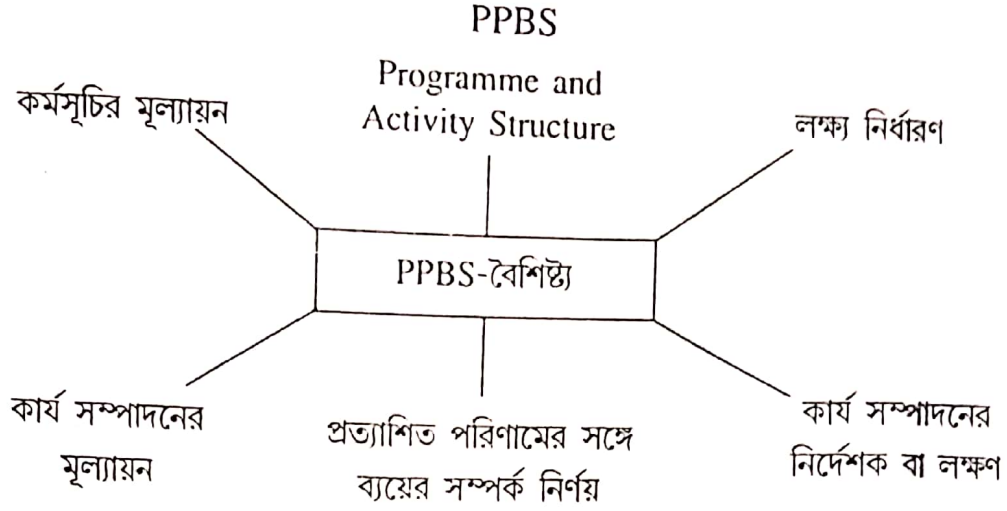 PPBS
Programme and
Activity Structure
কর্মসূচির মূল্যায়ন
লক্ষ্য নির্ধারণ
PPBS-বৈশিষ্ট্য
কার্য সম্পাদনের
মূল্যায়ন
প্রত্যাশিত পরিণামের সঙ্গে
ব্যয়ের সম্পর্ক নির্ণয়
কার্য সম্পাদনের
নির্দেশক বা লক্ষণ